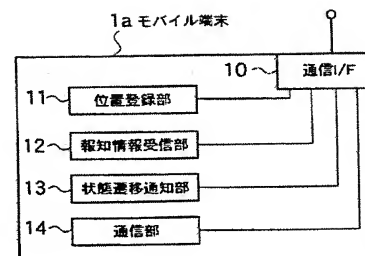 1a モバイル端末
10 通信I/F
11 位置登録部
12 報知情報受信部
13 状態遷移通知部
14 通信部